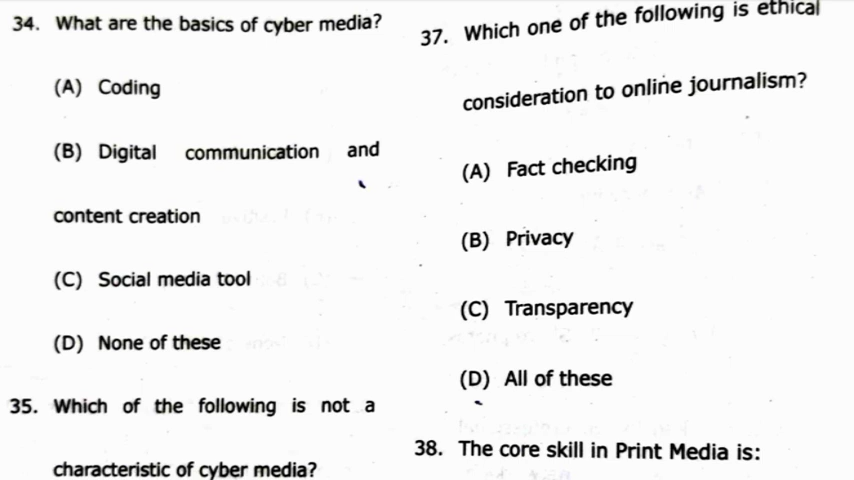 34. What are the basics of cyber media?
(A) Coding
(B) Digital communication and
content creation
(C) Social media tool
(D) None of these
35. Which of the following is not a
characteristic of cyber media?
37. Which one of the following is ethical
consideration to online journalism?
(A) Fact checking
(B) Privacy
(C) Transparency
(D) All of these
38. The core skill in Print Media is: